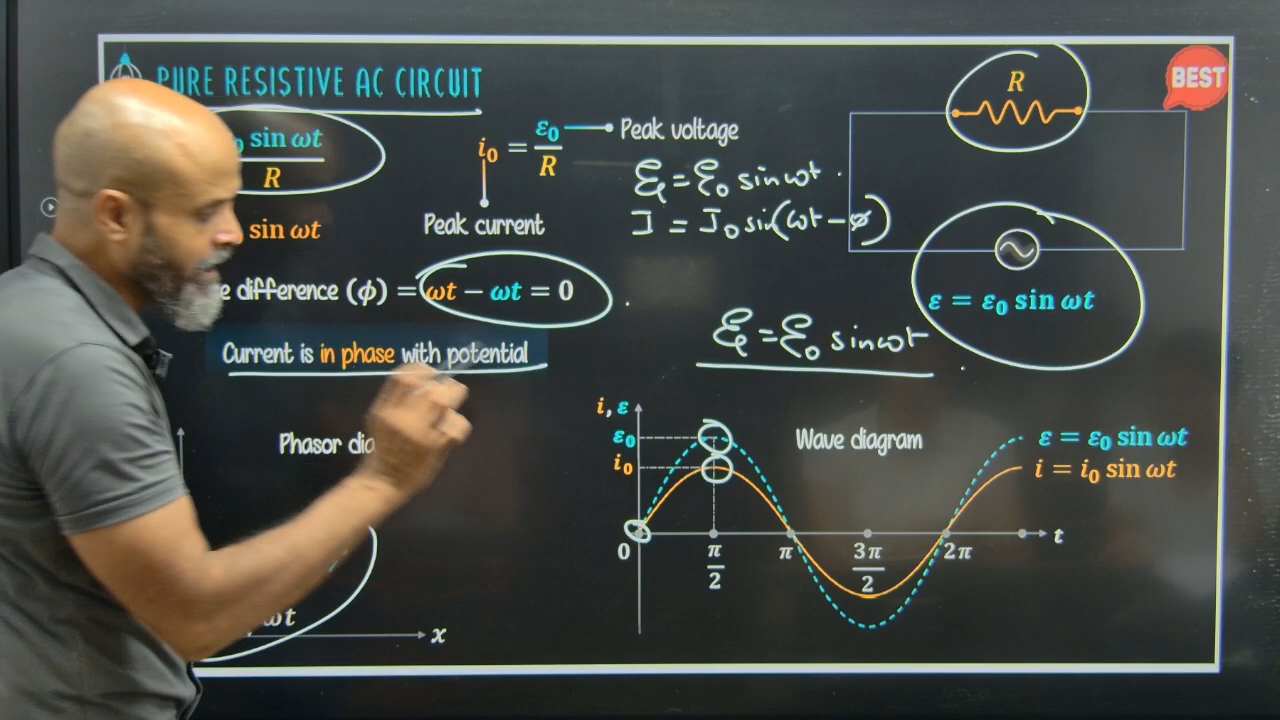 PURE RESISTIVE AC CIRCUIT
BEST
R
sin ωt
R
i₀ = ε₀/R
Peak voltage
Peak current
sin ωt
ε = ε₀ sin ωt
I = I₀ sin(ωt − ø)
difference (ϕ) = ωt − ωt = 0
ε = ε₀ sin ωt
ε = ε₀ sin ωt
Current is in phase with potential
Phasor
i, ε
ε₀
i₀
Wave diagram
ε = ε₀ sin ωt
i = i₀ sin ωt
0
π/2
π
3π/2
2π
t
ωt
x